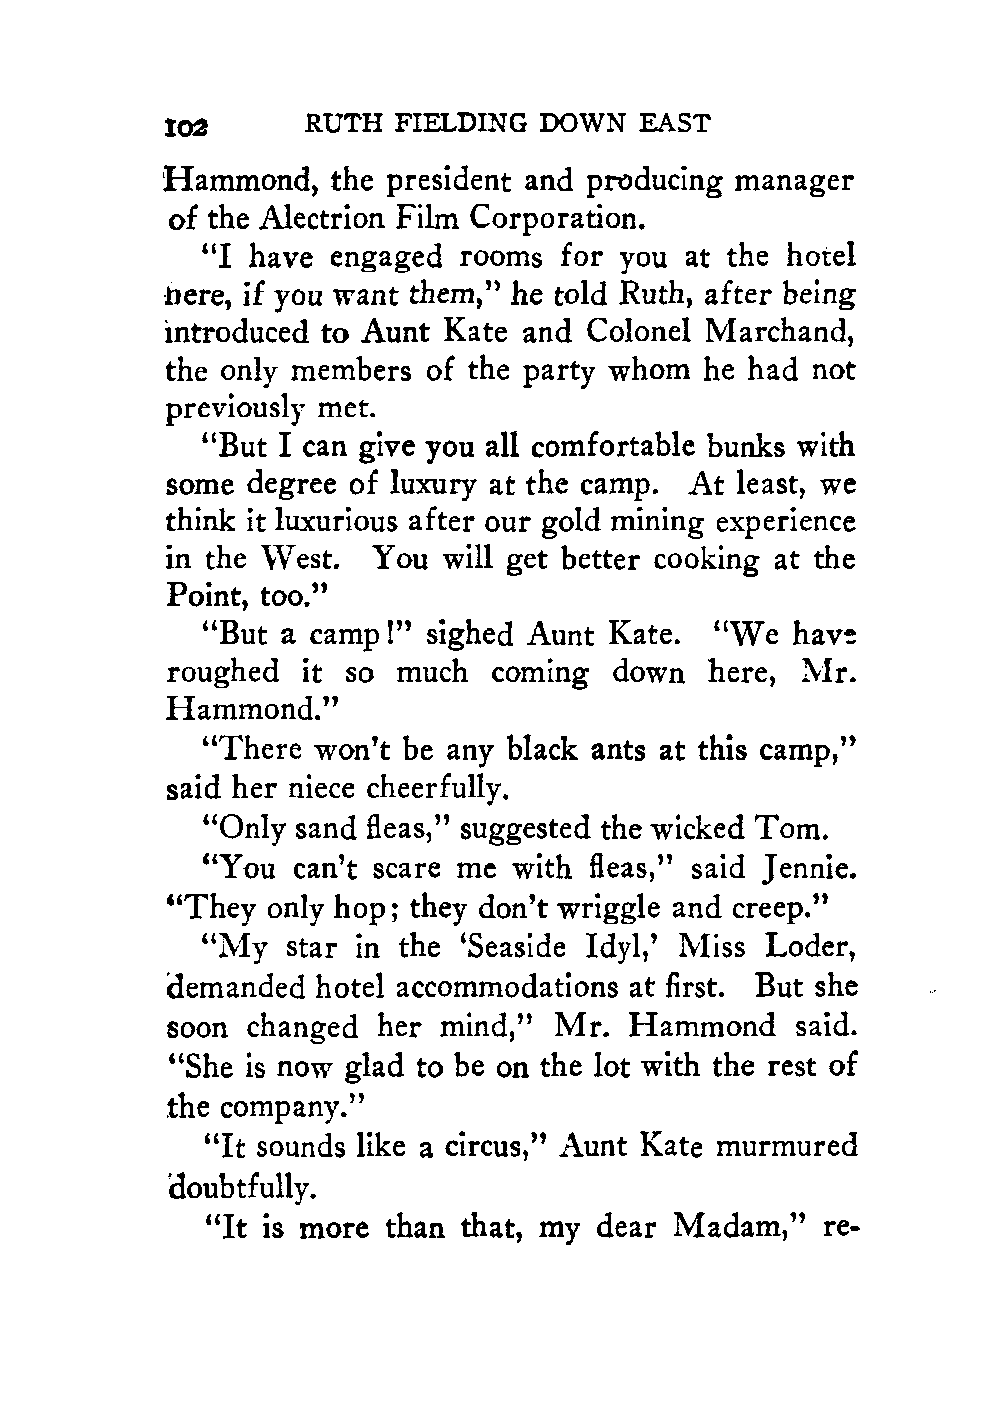 102 RUTH FIELDING DOWN EAST
Hammond, the president and producing manager
of the Alectrion Film Corporation.
“I have engaged rooms for you at the hotel
here, if you want them,” he told Ruth, after being
introduced to Aunt Kate and Colonel Marchand,
the only members of the party whom he had not
previously met.
“But I can give you all comfortable bunks with
some degree of luxury at the camp. At least, we
think it luxurious after our gold mining experience
in the West. You will get better cooking at the
Point, too.”
“But a camp!” sighed Aunt Kate. “We have
roughed it so much coming down here, Mr.
Hammond.”
“There won’t be any black ants at this camp,”
said her niece cheerfully.
“Only sand fleas,” suggested the wicked Tom.
“You can’t scare me with fleas,” said Jennie.
“They only hop; they don’t wriggle and creep.”
“My star in the ‘Seaside Idyl,’ Miss Loder,
demanded hotel accommodations at first. But she
soon changed her mind,” Mr. Hammond said.
“She is now glad to be on the lot with the rest of
the company.”
“It sounds like a circus,” Aunt Kate murmured
doubtfully.
“It is more than that, my dear Madam,” re-